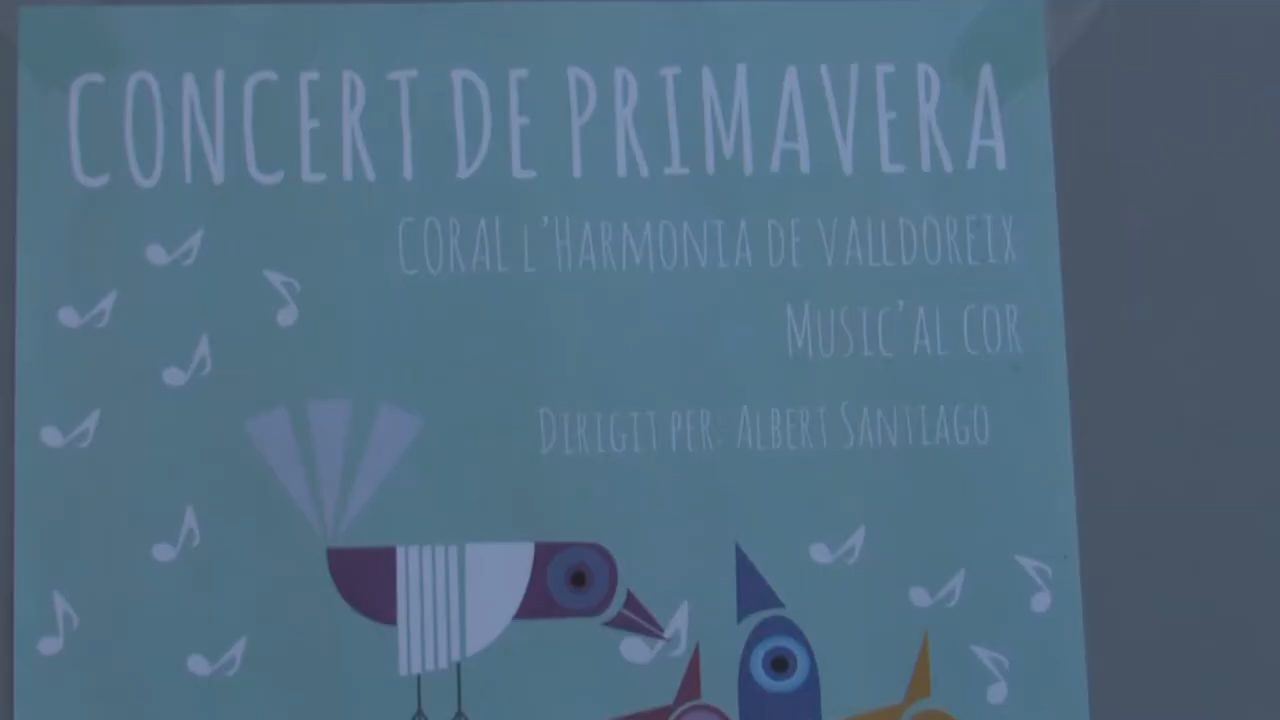 CONCERT DE PRIMAVERA
CORAL L'HARMONIA DE VALLDOREIX
MUSIC'AL COR
DIRIGIT PER: ALBERT SANTIAGO